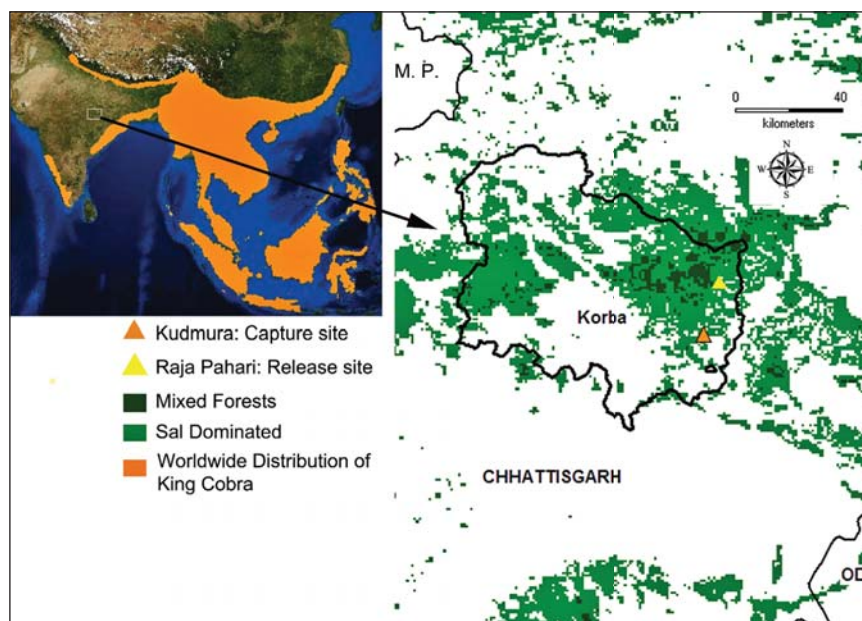 M. P.
0
40
kilometers
N
W
E
S
Kudmura: Capture site
Raja Pahari: Release site
Mixed Forests
Sal Dominated
Worldwide Distribution of
King Cobra
Korba
CHHATTISGARH
OD